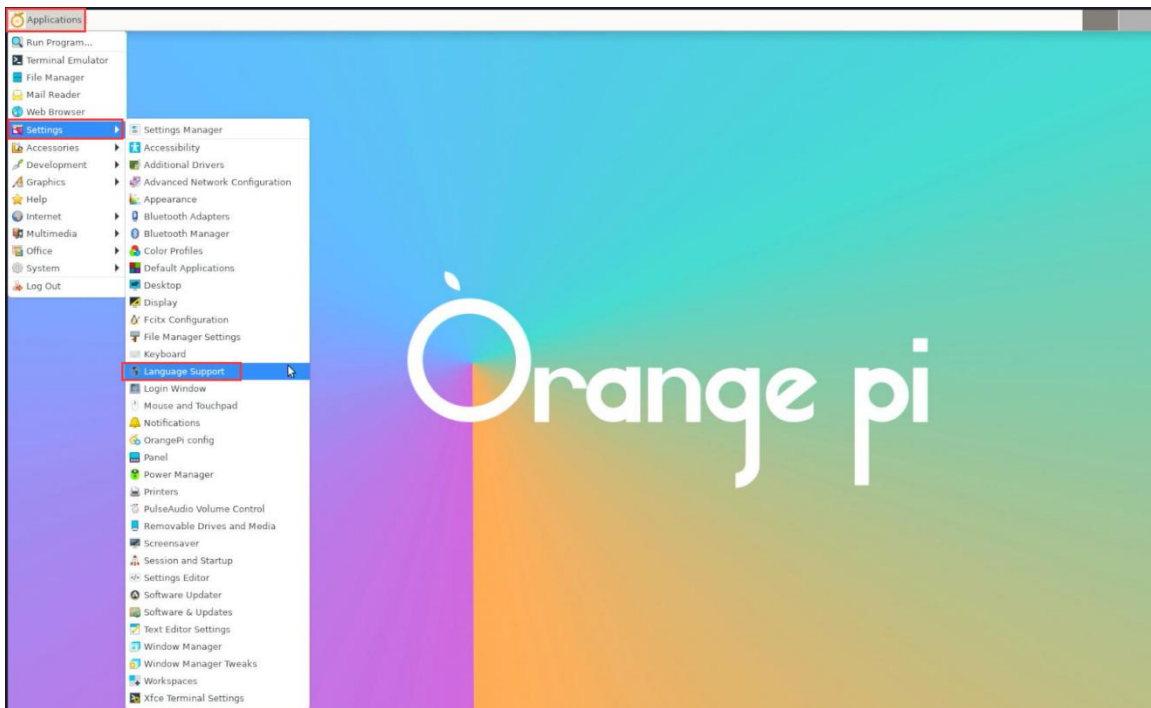 Applications
Run Program...
Terminal Emulator
File Manager
Mail Reader
Web Browser
Settings
Accessories
Development
Graphics
Help
Internet
Multimedia
Office
System
Log Out
Settings Manager
Accessibility
Additional Drivers
Advanced Network Configuration
Appearance
Bluetooth Adapters
Bluetooth Manager
Color Profiles
Default Applications
Desktop
Display
Fcitx Configuration
File Manager Settings
Keyboard
Language Support
Login Window
Mouse and Touchpad
Notifications
OrangePi config
Panel
Power Manager
Printers
PulseAudio Volume Control
Removable Drives and Media
Screensaver
Session and Startup
Settings Editor
Software Updater
Software & Updates
Text Editor Settings
Window Manager
Window Manager Tweaks
Workspaces
Xfce Terminal Settings
Orange pi